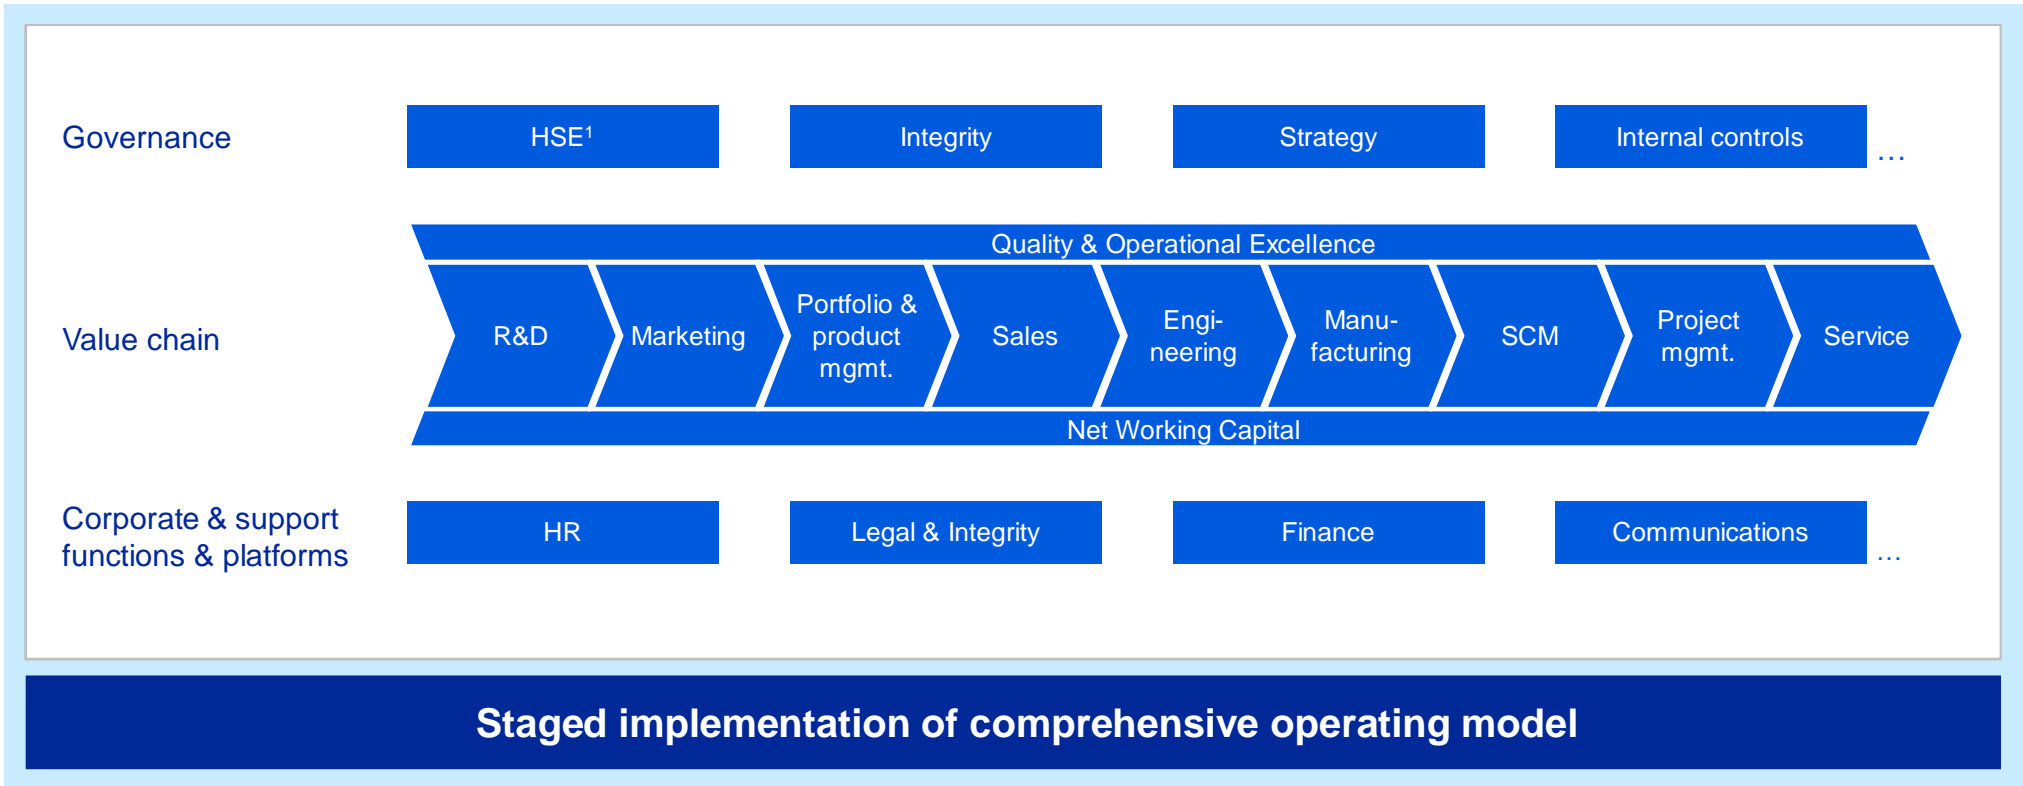 Governance
HSE¹
Integrity
Strategy
Internal controls
…
Quality & Operational Excellence
Value chain
R&D
Marketing
Portfolio &
product
mgmt.
Sales
Engi-
neering
Manu-
facturing
SCM
Project
mgmt.
Service
Net Working Capital
Corporate & support
functions & platforms
HR
Legal & Integrity
Finance
Communications
…
Staged implementation of comprehensive operating model